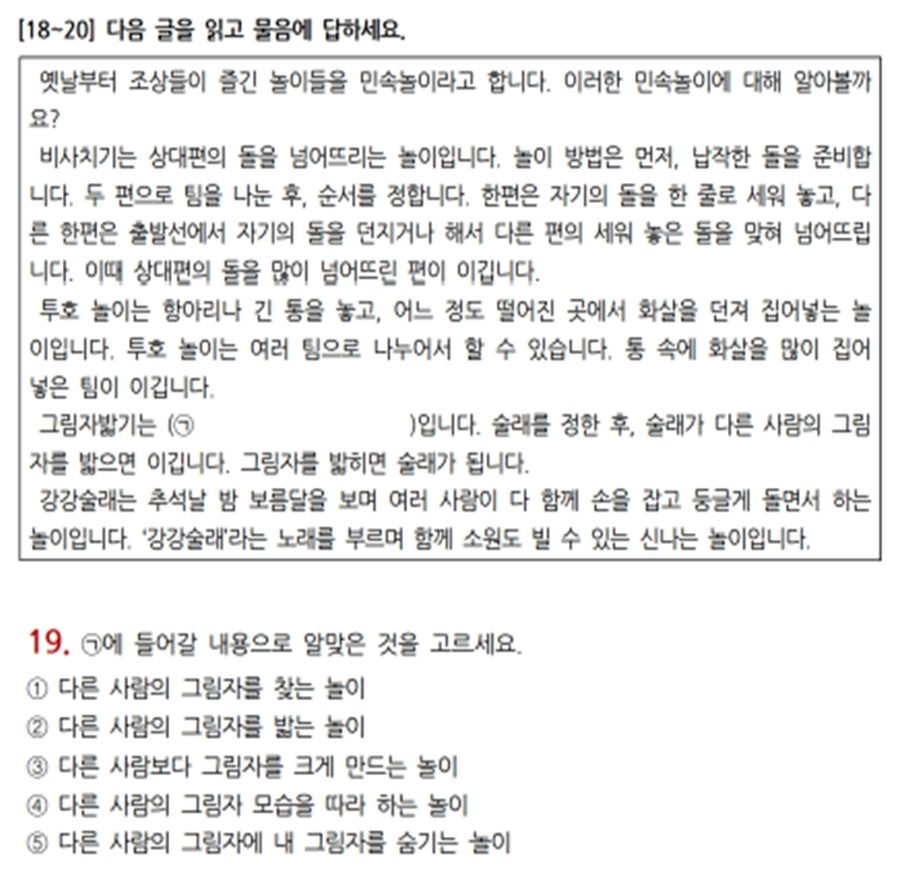 [18~20] 다음 글을 읽고 물음에 답하세요.
옛날부터 조상들이 즐긴 놀이들을 민속놀이라고 합니다. 이러한 민속놀이에 대해 알아볼까
요?
비사치기는 상대편의 돌을 넘어뜨리는 놀이입니다. 놀이 방법은 먼저, 납작한 돌을 준비합
니다. 두 편으로 팀을 나눈 후, 순서를 정합니다. 한편은 자기의 돌을 한 줄로 세워 놓고, 다
른 한편은 출발선에서 자기의 돌을 던지거나 해서 다른 편의 세워 놓은 돌을 맞혀 넘어뜨립
니다. 이때 상대편의 돌을 많이 넘어뜨린 편이 이깁니다.
투호 놀이는 항아리나 긴 통을 놓고, 어느 정도 떨어진 곳에서 화살을 던져 집어넣는 놀
이입니다. 투호 놀이는 여러 팀으로 나누어서 할 수 있습니다. 통 속에 화살을 많이 집어
넣은 팀이 이깁니다.
그림자밟기는 (㉠ )입니다. 술래를 정한 후, 술래가 다른 사람의 그림
자를 밟으면 이깁니다. 그림자를 밟히면 술래가 됩니다.
강강술래는 추석날 밤 보름달을 보며 여러 사람이 다 함께 손을 잡고 둥글게 돌면서 하는
놀이입니다. '강강술래'라는 노래를 부르며 함께 소원도 빌 수 있는 신나는 놀이입니다.
19. ㉠에 들어갈 내용으로 알맞은 것을 고르세요.
① 다른 사람의 그림자를 찾는 놀이
② 다른 사람의 그림자를 밟는 놀이
③ 다른 사람보다 그림자를 크게 만드는 놀이
④ 다른 사람의 그림자 모습을 따라 하는 놀이
⑤ 다른 사람의 그림자에 내 그림자를 숨기는 놀이